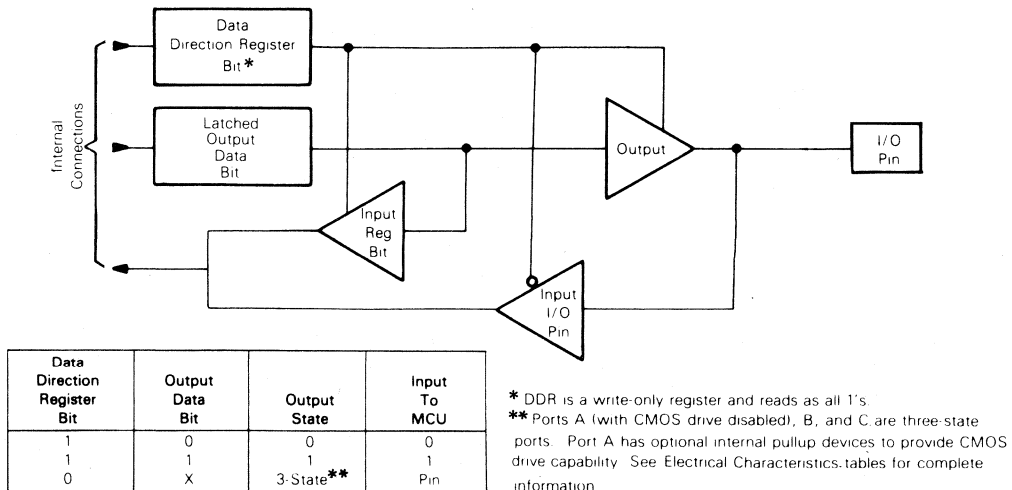 Data
Direction Register
Bit*
Latched
Output
Data
Bit
Internal
Connections
Output
I/O
Pin
Input
Reg
Bit
Input
I/O
Pin
Data
Direction
Register
Bit
Output
Data
Bit
Output
State
Input
To
MCU
1 0 0 0
1 1 1 1
0 X 3-State** Pin
* DDR is a write-only register and reads as all 1's.
** Ports A (with CMOS drive disabled), B, and C are three-state
ports. Port A has optional internal pullup devices to provide CMOS
drive capability. See Electrical Characteristics tables for complete
information